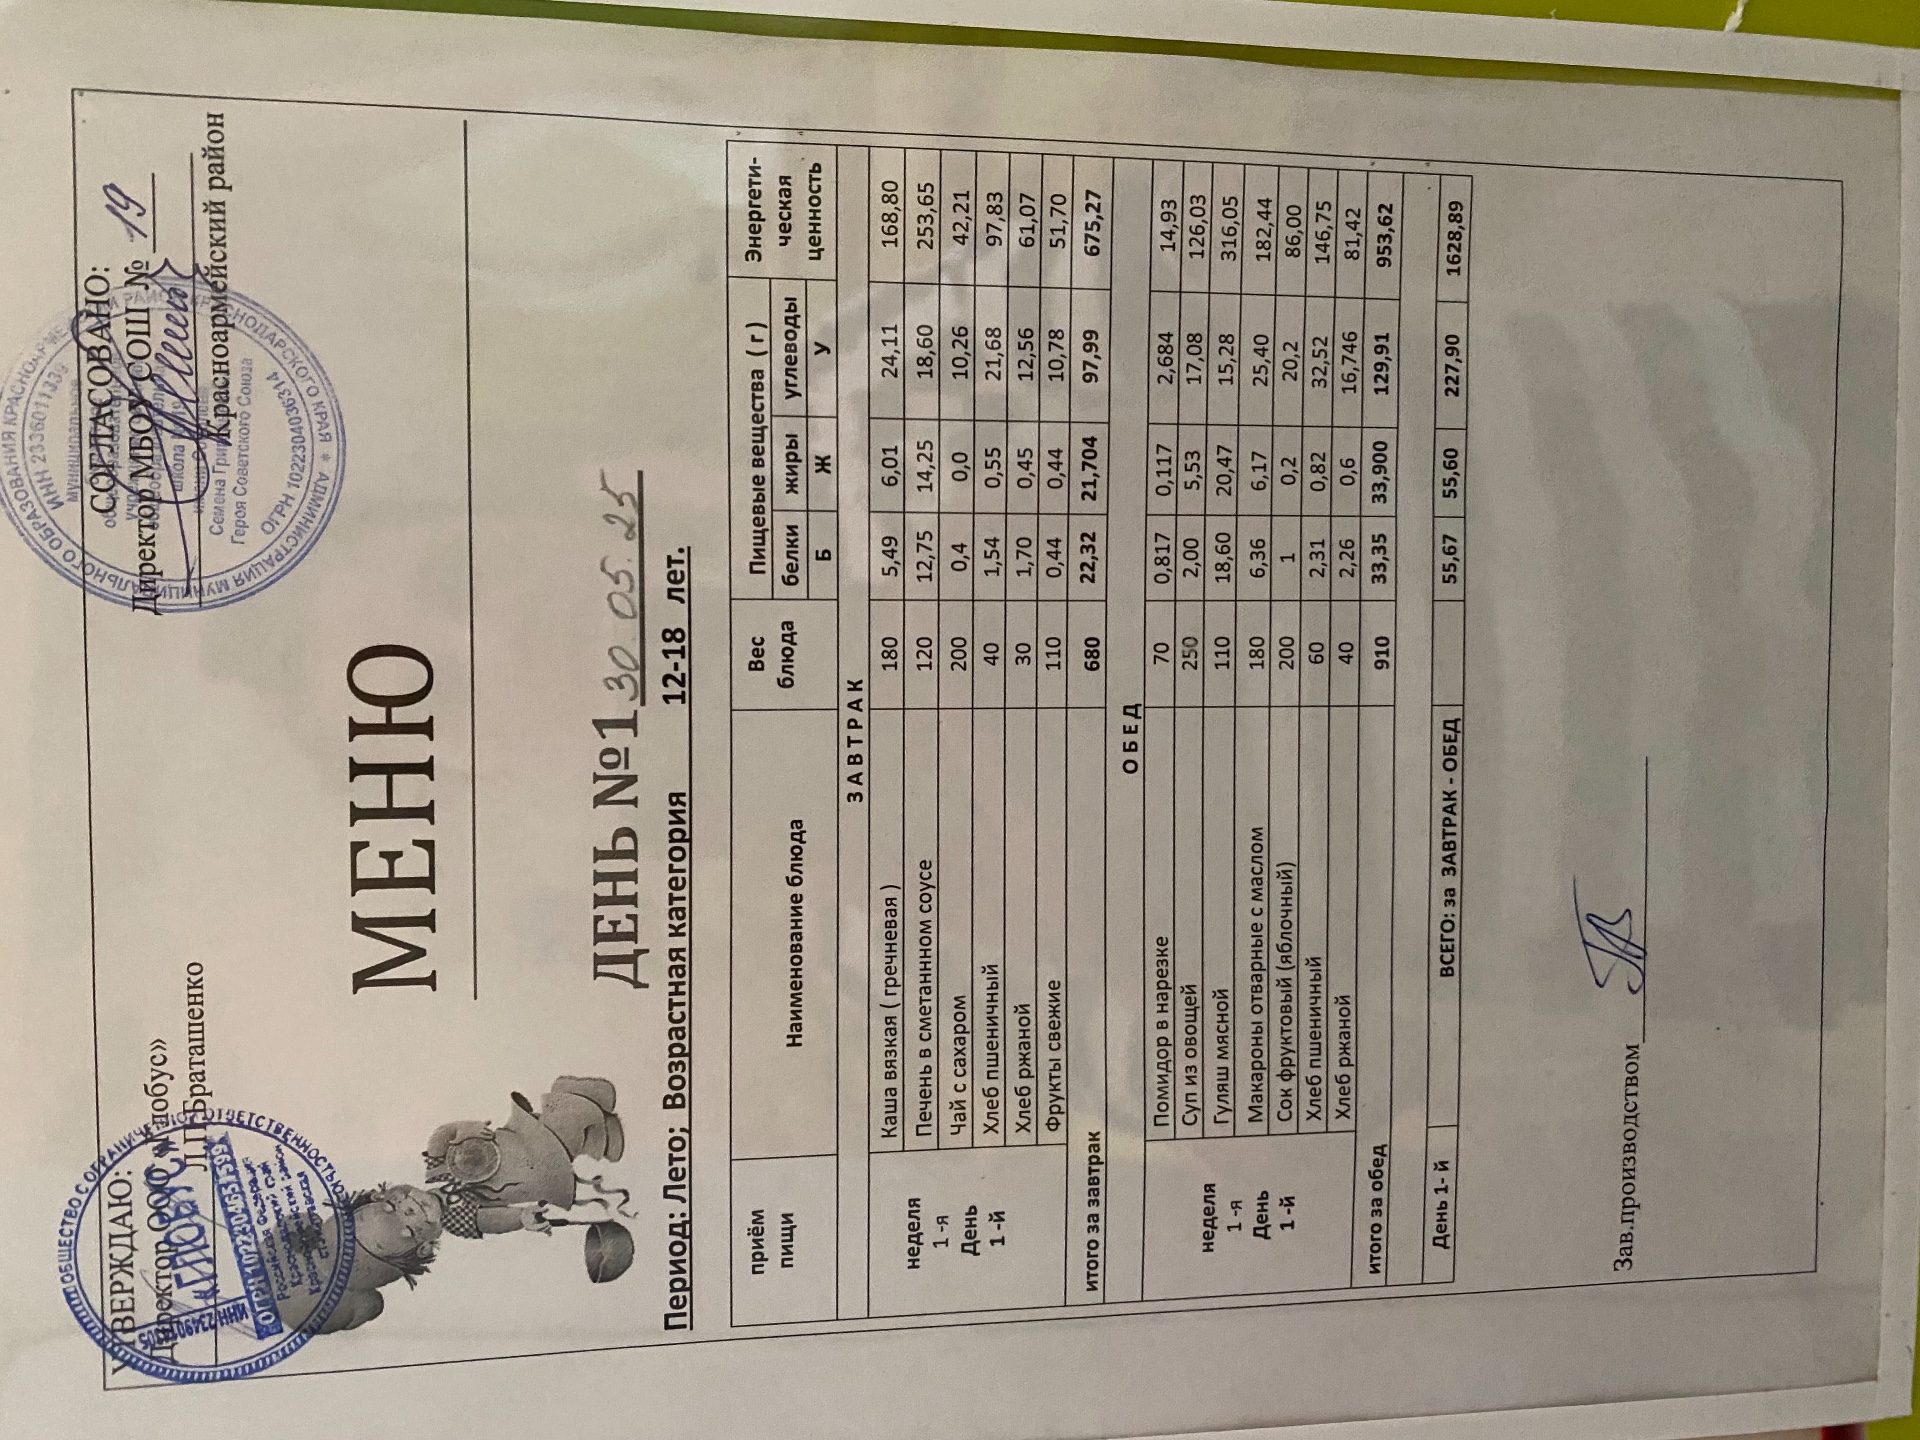 УТВЕРЖДАЮ:
Директор ООО «Глобус»
Л.П.Браташенко
СОГЛАСОВАНО:
Директор МБОУ СОШ № 19
Красноармейский район
МЕНЮ
ДЕНЬ №1 30.05.25
Период: Лето; Возрастная категория 12-18 лет.
приём пищи Наименование блюда Вес блюда Пищевые вещества ( г ) Энергети-ческая ценность
белки жиры углеводы
Б Ж У
З А В Т Р А К
неделя 1 -я День 1 -й
Каша вязкая ( гречневая ) 180 5,49 6,01 24,11 168,80
Печень в сметаннном соусе 120 12,75 14,25 18,60 253,65
Чай с сахаром 200 0,4 0,0 10,26 42,21
Хлеб пшеничный 40 1,54 0,55 21,68 97,83
Хлеб ржаной 30 1,70 0,45 12,56 61,07
Фрукты свежие 110 0,44 0,44 10,78 51,70
итого за завтрак 680 22,32 21,704 97,99 675,27
О Б Е Д
неделя 1 -я День 1 -й
Помидор в нарезке 70 0,817 0,117 2,684 14,93
Суп из овощей 250 2,00 5,53 17,08 126,03
Гуляш мясной 110 18,60 20,47 15,28 316,05
Макароны отварные с маслом 180 6,36 6,17 25,40 182,44
Сок фруктовый (яблочный) 200 1 0,2 20,2 86,00
Хлеб пшеничный 60 2,31 0,82 32,52 146,75
Хлеб ржаной 40 2,26 0,6 16,746 81,42
итого за обед 910 33,35 33,900 129,91 953,62
День 1- й ВСЕГО: за ЗАВТРАК - ОБЕД 55,67 55,60 227,90 1628,89
Зав.производством